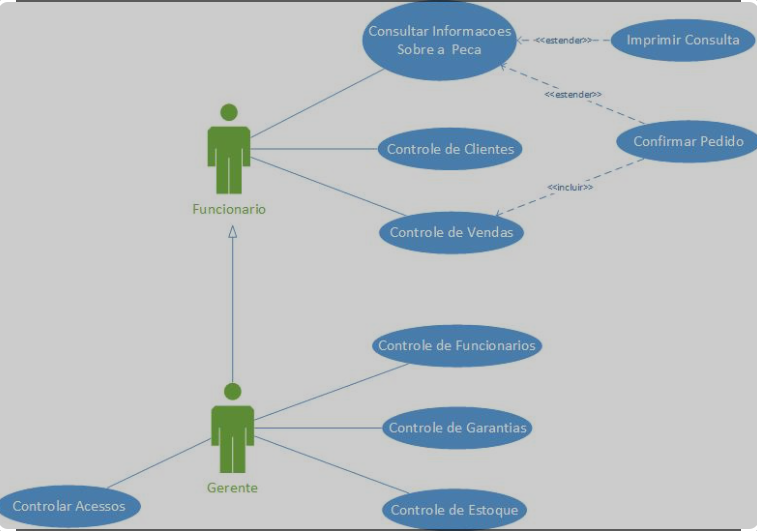 Consultar Informacoes
Sobre a Peca
<<estender>>
Imprimir Consulta
<<estender>>
Confirmar Pedido
Controle de Clientes
<<incluir>>
Funcionario
Controle de Vendas
Controle de Funcionarios
Controle de Garantias
Gerente
Controlar Acessos
Controle de Estoque